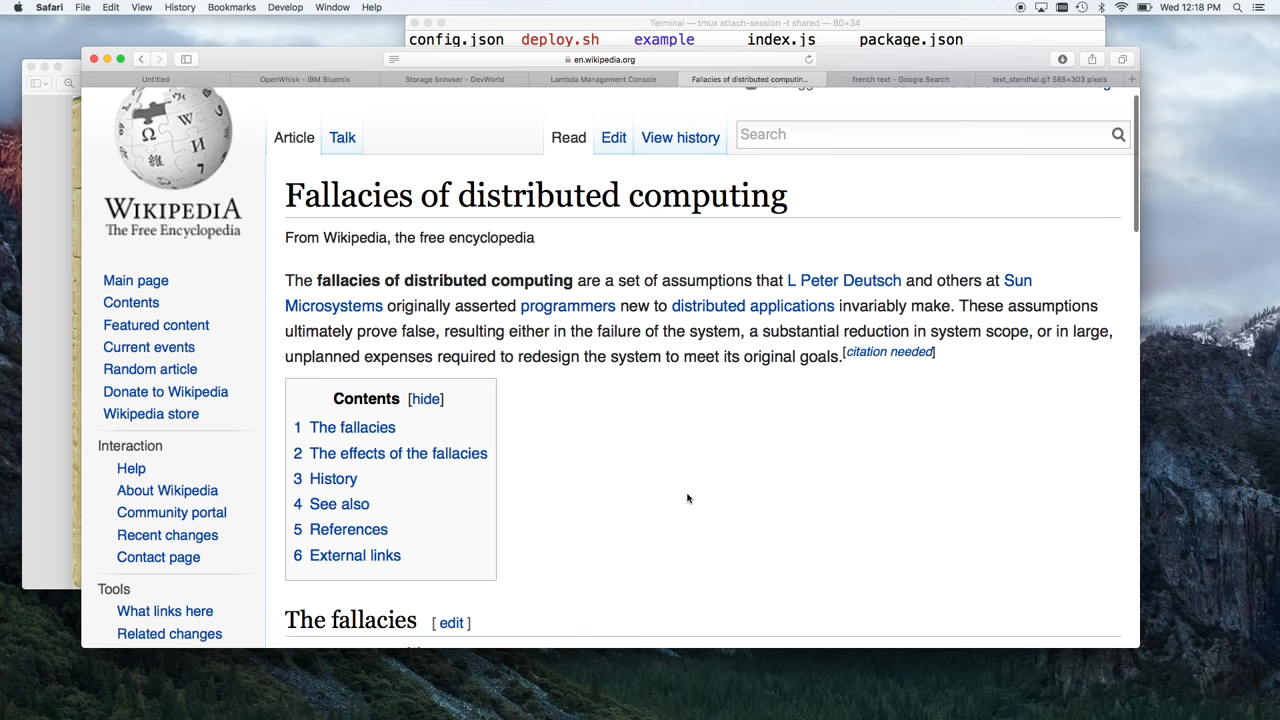 Safari File Edit View History Bookmarks Develop Window Help Wed 12:18 PM
Terminal — tmux attach-session -t shared — 80×34
config.json deploy.sh example index.js package.json
en.wikipedia.org
Untitled OpenWhisk - IBM Bluemix Storage browser - DevWorld Lambda Management Console Fallacies of distributed computin... french text - Google Search text_stendhal.gif 565×303 pixels
Article Talk Read Edit View history Search
WIKIPEDIA
The Free Encyclopedia
Main page
Contents
Featured content
Current events
Random article
Donate to Wikipedia
Wikipedia store
Interaction
Help
About Wikipedia
Community portal
Recent changes
Contact page
Tools
What links here
Related changes
Fallacies of distributed computing
From Wikipedia, the free encyclopedia
The fallacies of distributed computing are a set of assumptions that L Peter Deutsch and others at Sun
Microsystems originally asserted programmers new to distributed applications invariably make. These assumptions
ultimately prove false, resulting either in the failure of the system, a substantial reduction in system scope, or in large,
unplanned expenses required to redesign the system to meet its original goals.[citation needed]
Contents [hide]
1 The fallacies
2 The effects of the fallacies
3 History
4 See also
5 References
6 External links
The fallacies [ edit ]